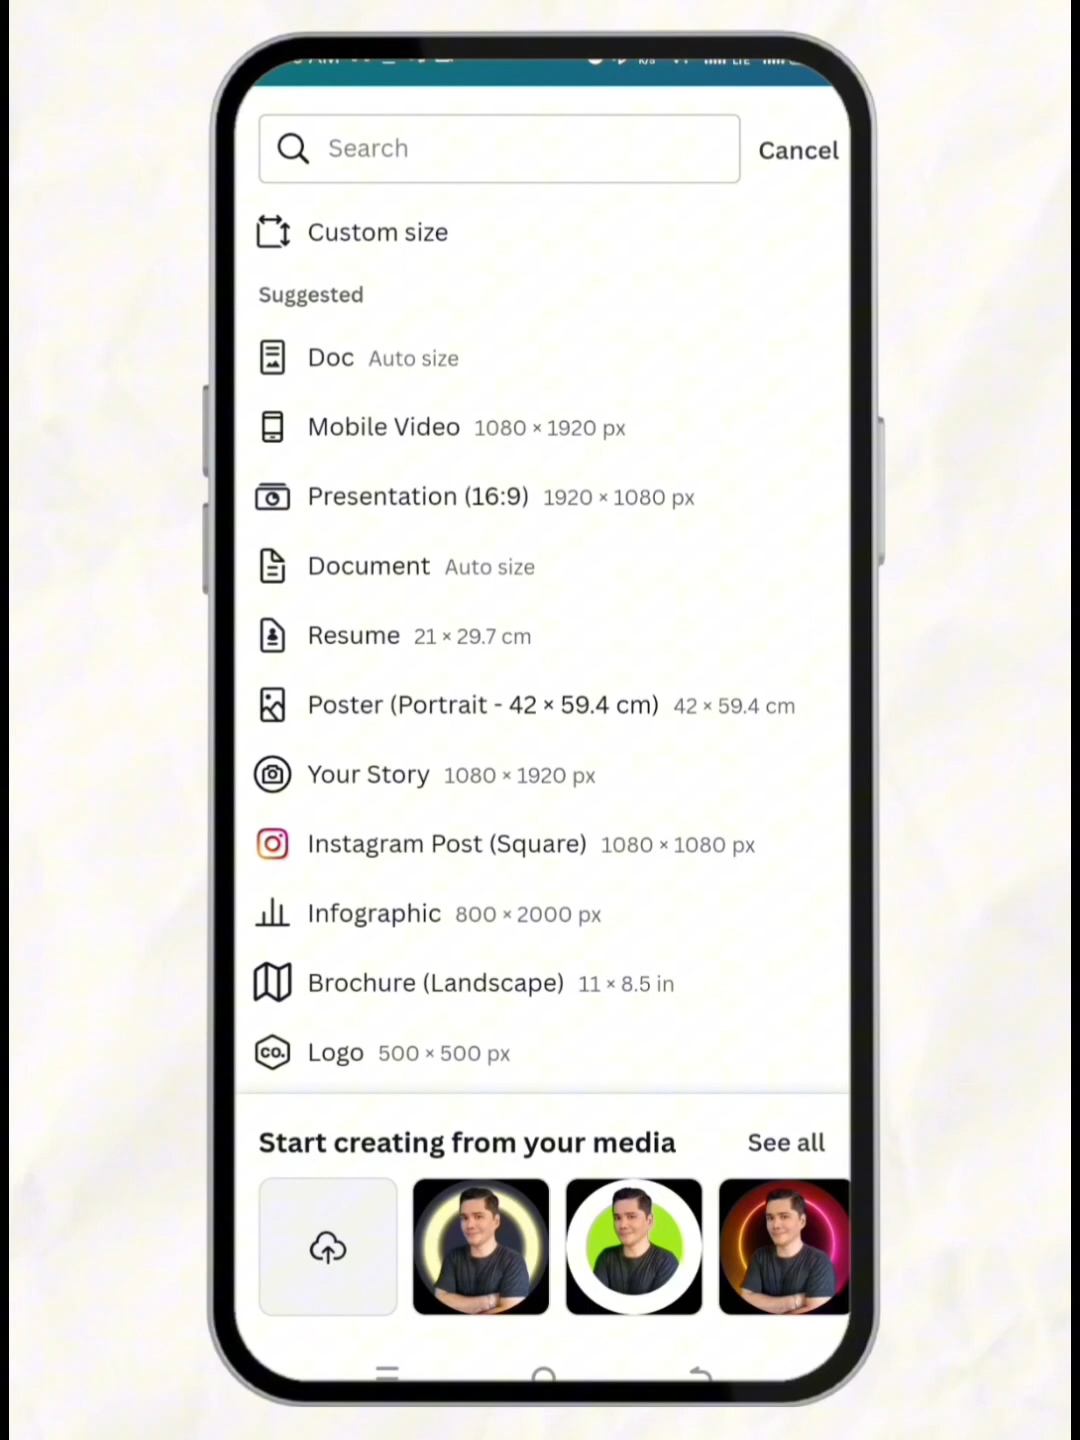 Search
Cancel
Custom size
Suggested
Doc Auto size
Mobile Video 1080 × 1920 px
Presentation (16:9) 1920 × 1080 px
Document Auto size
Resume 21 × 29.7 cm
Poster (Portrait - 42 × 59.4 cm) 42 × 59.4 cm
Your Story 1080 × 1920 px
Instagram Post (Square) 1080 × 1080 px
Infographic 800 × 2000 px
Brochure (Landscape) 11 × 8.5 in
CO. Logo 500 × 500 px
Start creating from your media See all